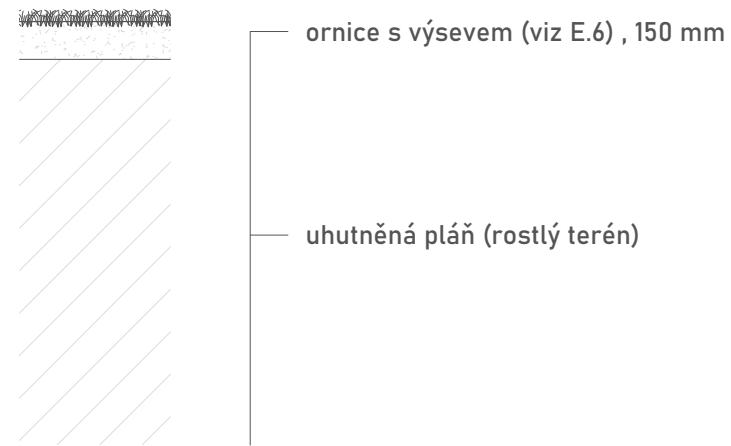 ornice s výsevem (viz E.6) , 150 mm
uhutněná pláň (rostlý terén)